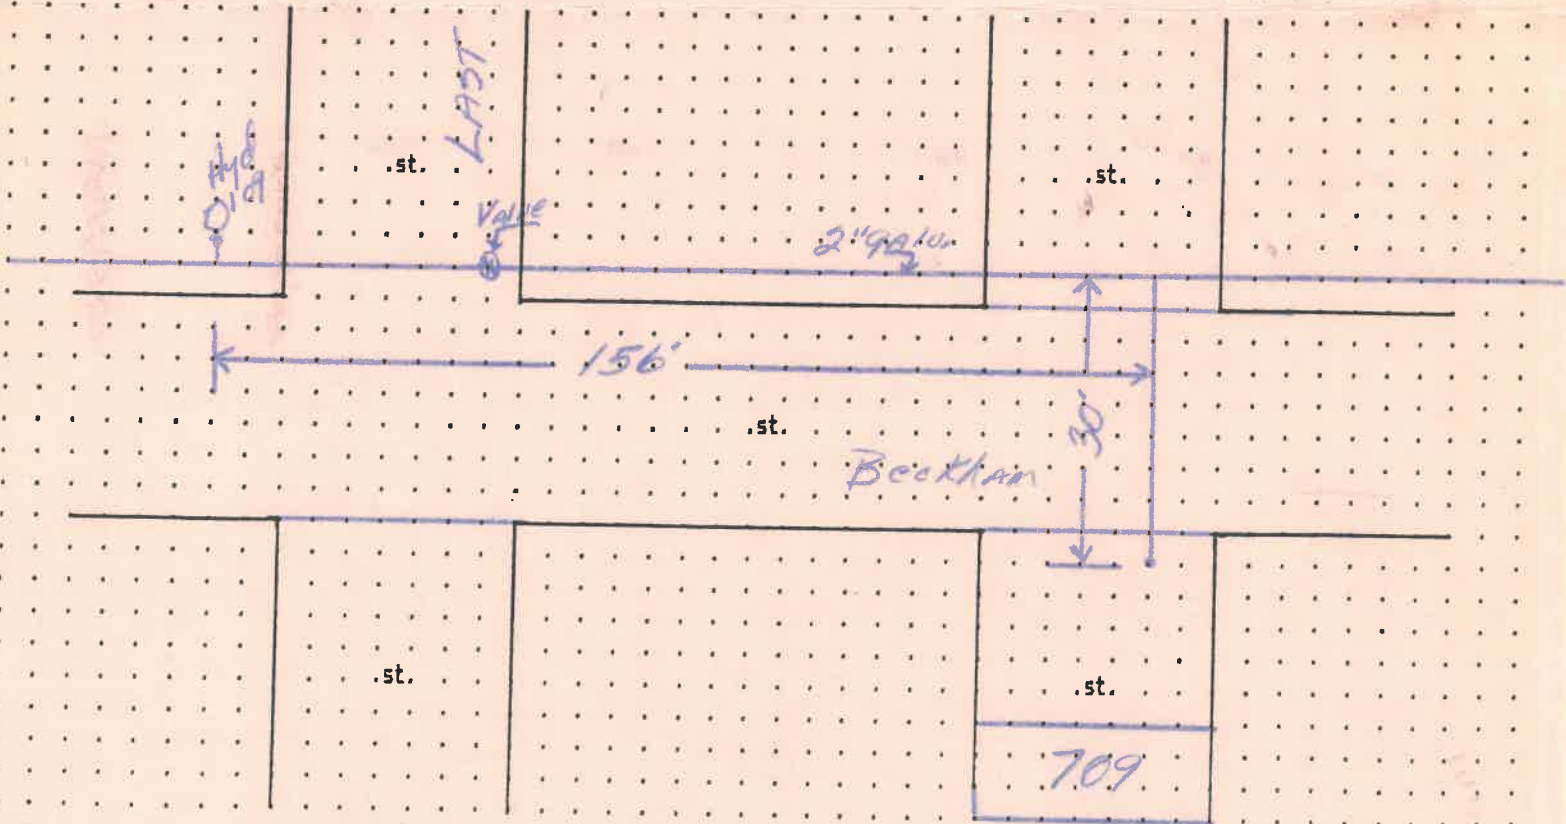 LAST
.st.
.st.
Hyd
Valve
2" galv.
156'
.st.
30'
Beckham
.st.
.st.
709